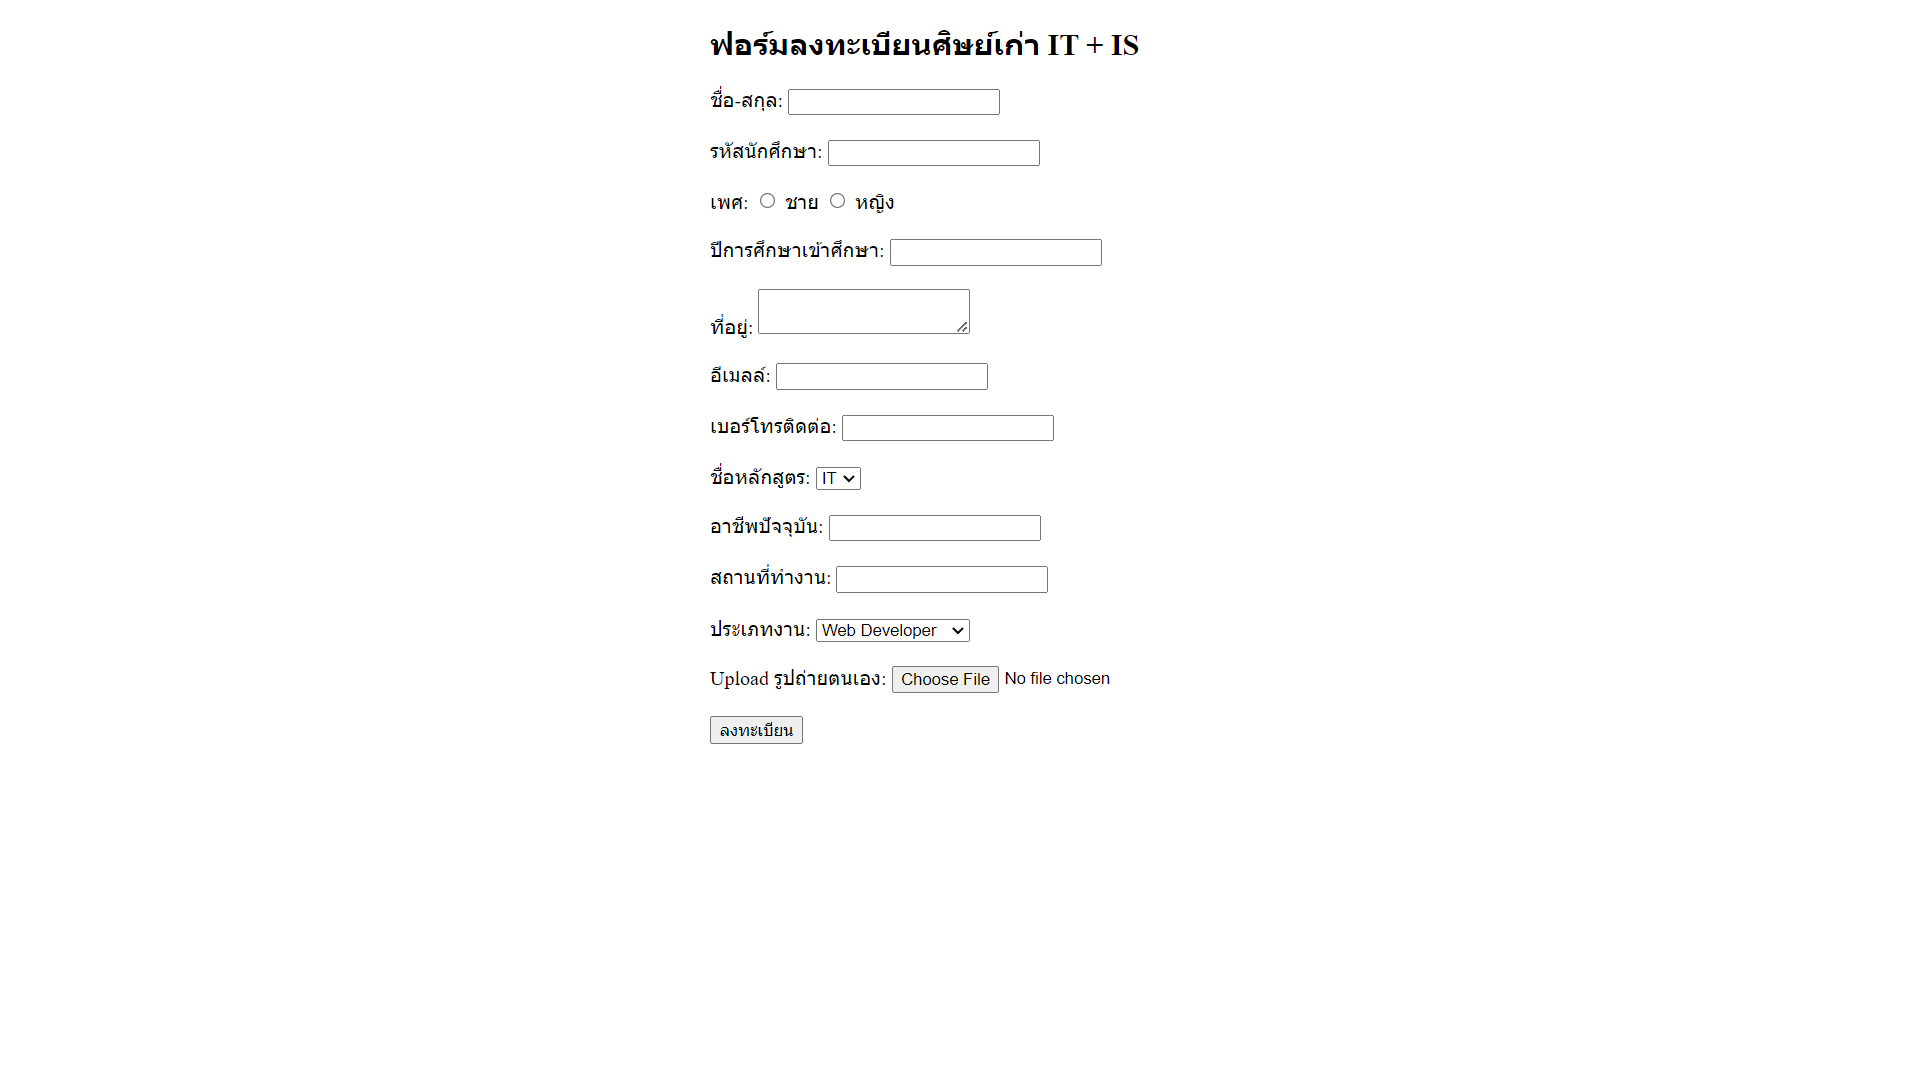 ฟอร์มลงทะเบียนศิษย์เก่า IT + IS
ชื่อ-สกุล:
รหัสนักศึกษา:
เพศ: ชาย หญิง
ปีการศึกษาเข้าศึกษา:
ที่อยู่:
อีเมลล์:
เบอร์โทรติดต่อ:
ชื่อหลักสูตร: IT
อาชีพปัจจุบัน:
สถานที่ทำงาน:
ประเภทงาน: Web Developer
Upload รูปถ่ายตนเอง: Choose File No file chosen
ลงทะเบียน